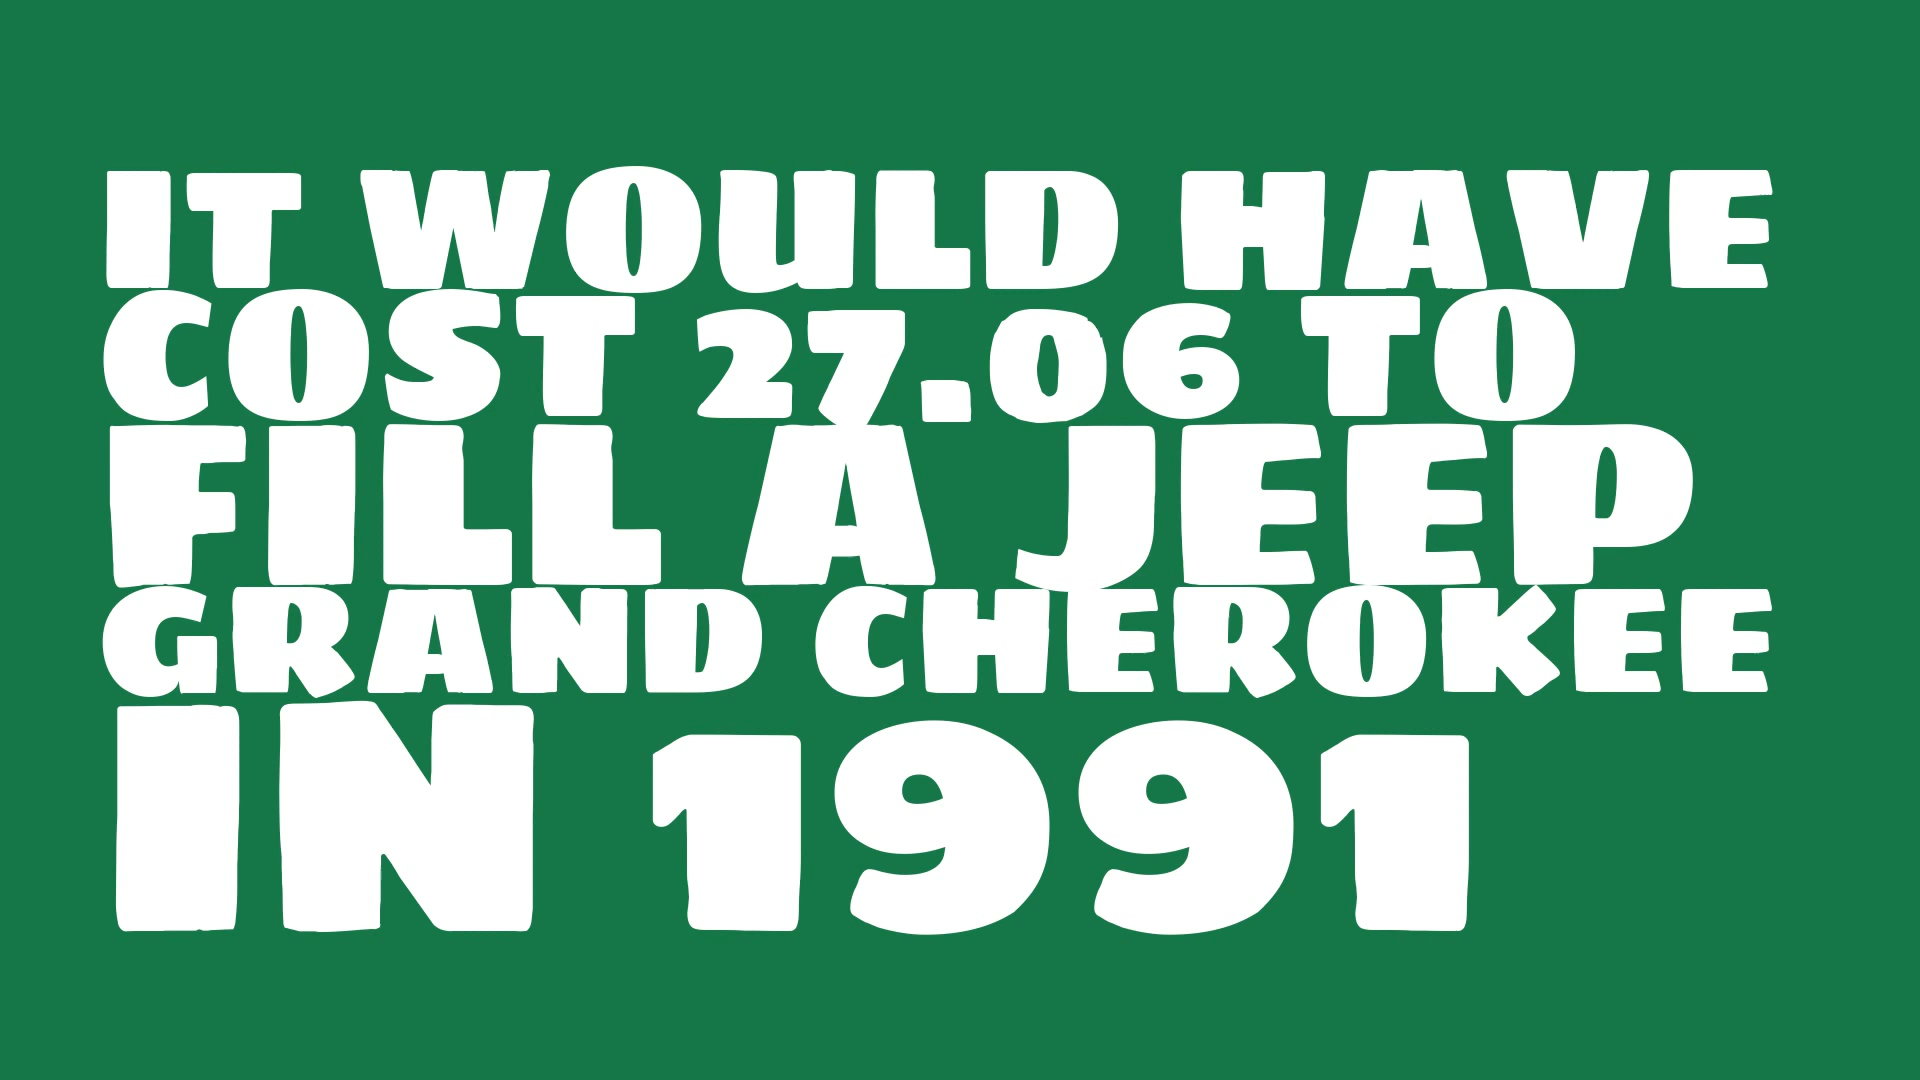 IT WOULD HAVE
COST 27.06 TO
FILL A JEEP
GRAND CHEROKEE
IN 1991